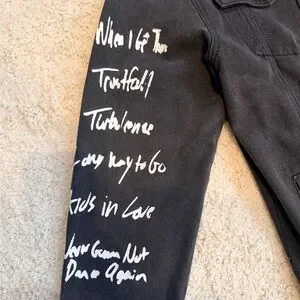 When I Get There
Trustfall
Turbulence
Long Way to Go
Kids in Love
Never Gonna Not
Dance Again